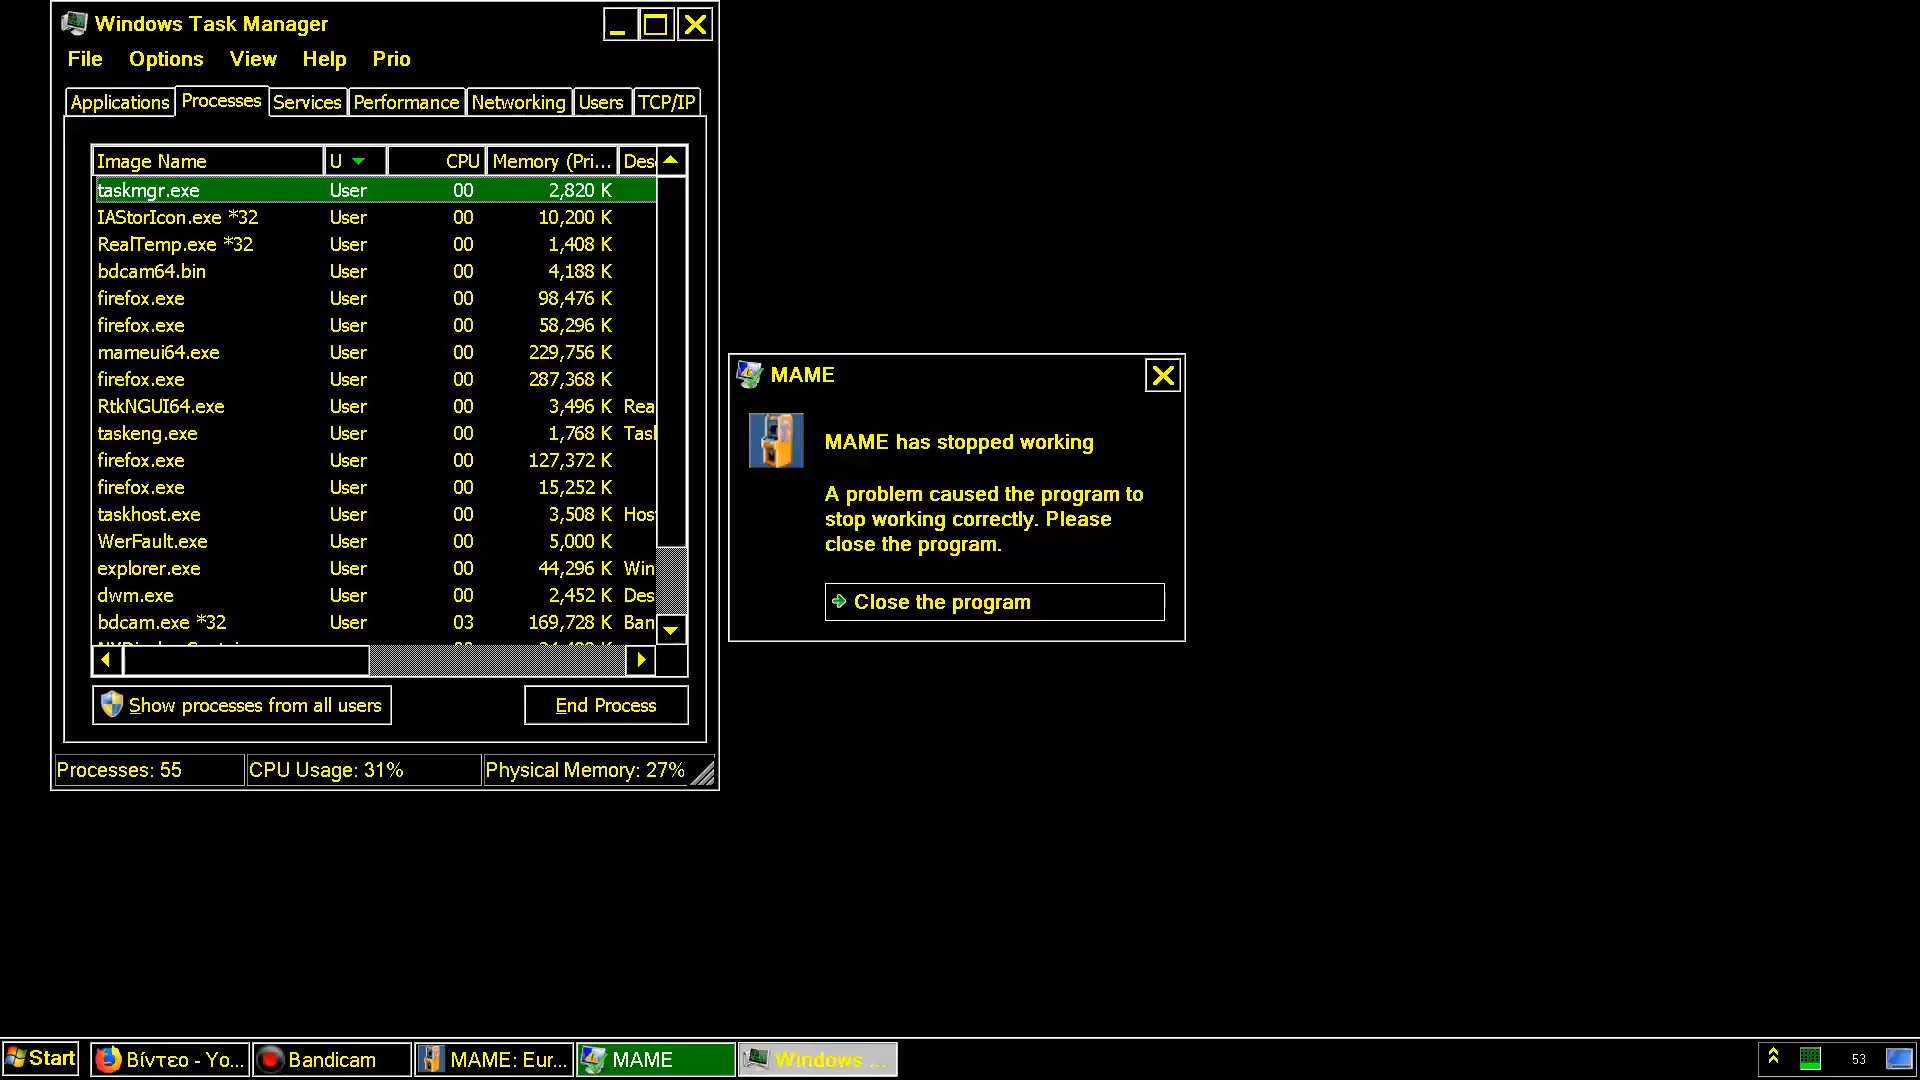 Windows Task Manager
File Options View Help Prio
Applications Processes Services Performance Networking Users TCP/IP
Image Name U CPU Memory (Pri... Des
taskmgr.exe User 00 2,820 K
IAStorIcon.exe *32 User 00 10,200 K
RealTemp.exe *32 User 00 1,408 K
bdcam64.bin User 00 4,188 K
firefox.exe User 00 98,476 K
firefox.exe User 00 58,296 K
mameui64.exe User 00 229,756 K
firefox.exe User 00 287,368 K
RtkNGUI64.exe User 00 3,496 K Rea
taskeng.exe User 00 1,768 K Task
firefox.exe User 00 127,372 K
firefox.exe User 00 15,252 K
taskhost.exe User 00 3,508 K Hos
WerFault.exe User 00 5,000 K
explorer.exe User 00 44,296 K Win
dwm.exe User 00 2,452 K Des
bdcam.exe *32 User 03 169,728 K Ban
Show processes from all users End Process
Processes: 55 CPU Usage: 31% Physical Memory: 27%
MAME
MAME has stopped working
A problem caused the program to
stop working correctly. Please
close the program.
Close the program
Start Βίντεο - Yo... Bandicam MAME: Eur... MAME Windows ... 53